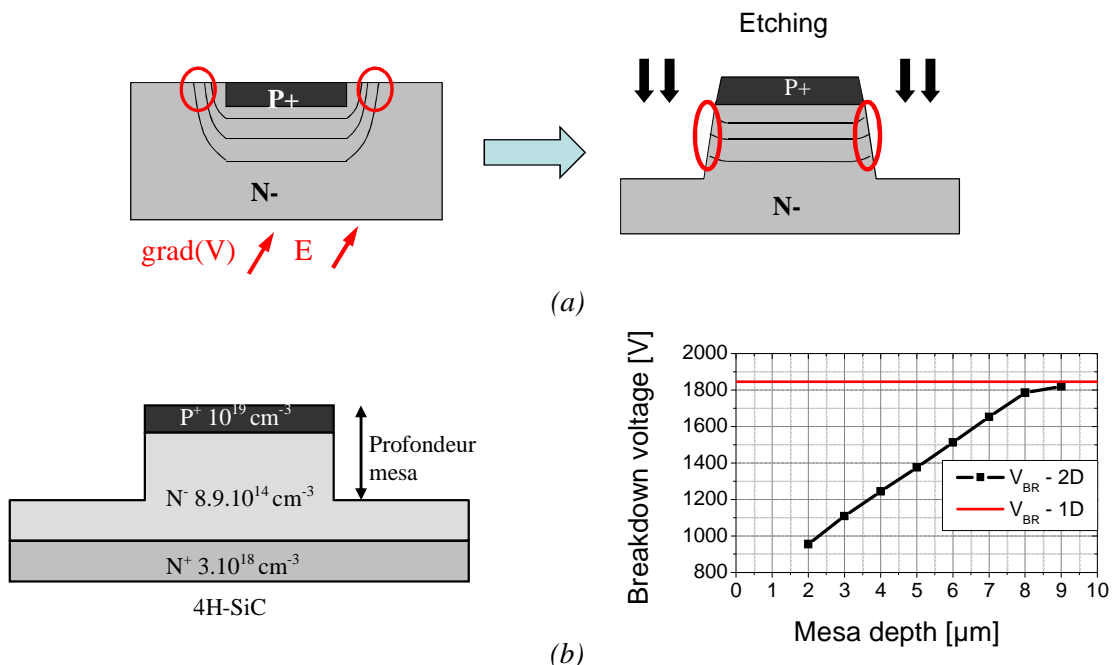 Etching
P+
P+
N-
N-
grad(V)
E
(a)
P⁺ 10¹⁹ cm⁻³
Profondeur
mesa
N⁻ 8.9.10¹⁴ cm⁻³
N⁺ 3.10¹⁸ cm⁻³
4H-SiC
Breakdown voltage [V]
2000
1800
1600
1400
1200
1000
800
V_BR - 2D
V_BR - 1D
0 1 2 3 4 5 6 7 8 9 10
Mesa depth [µm]
(b)